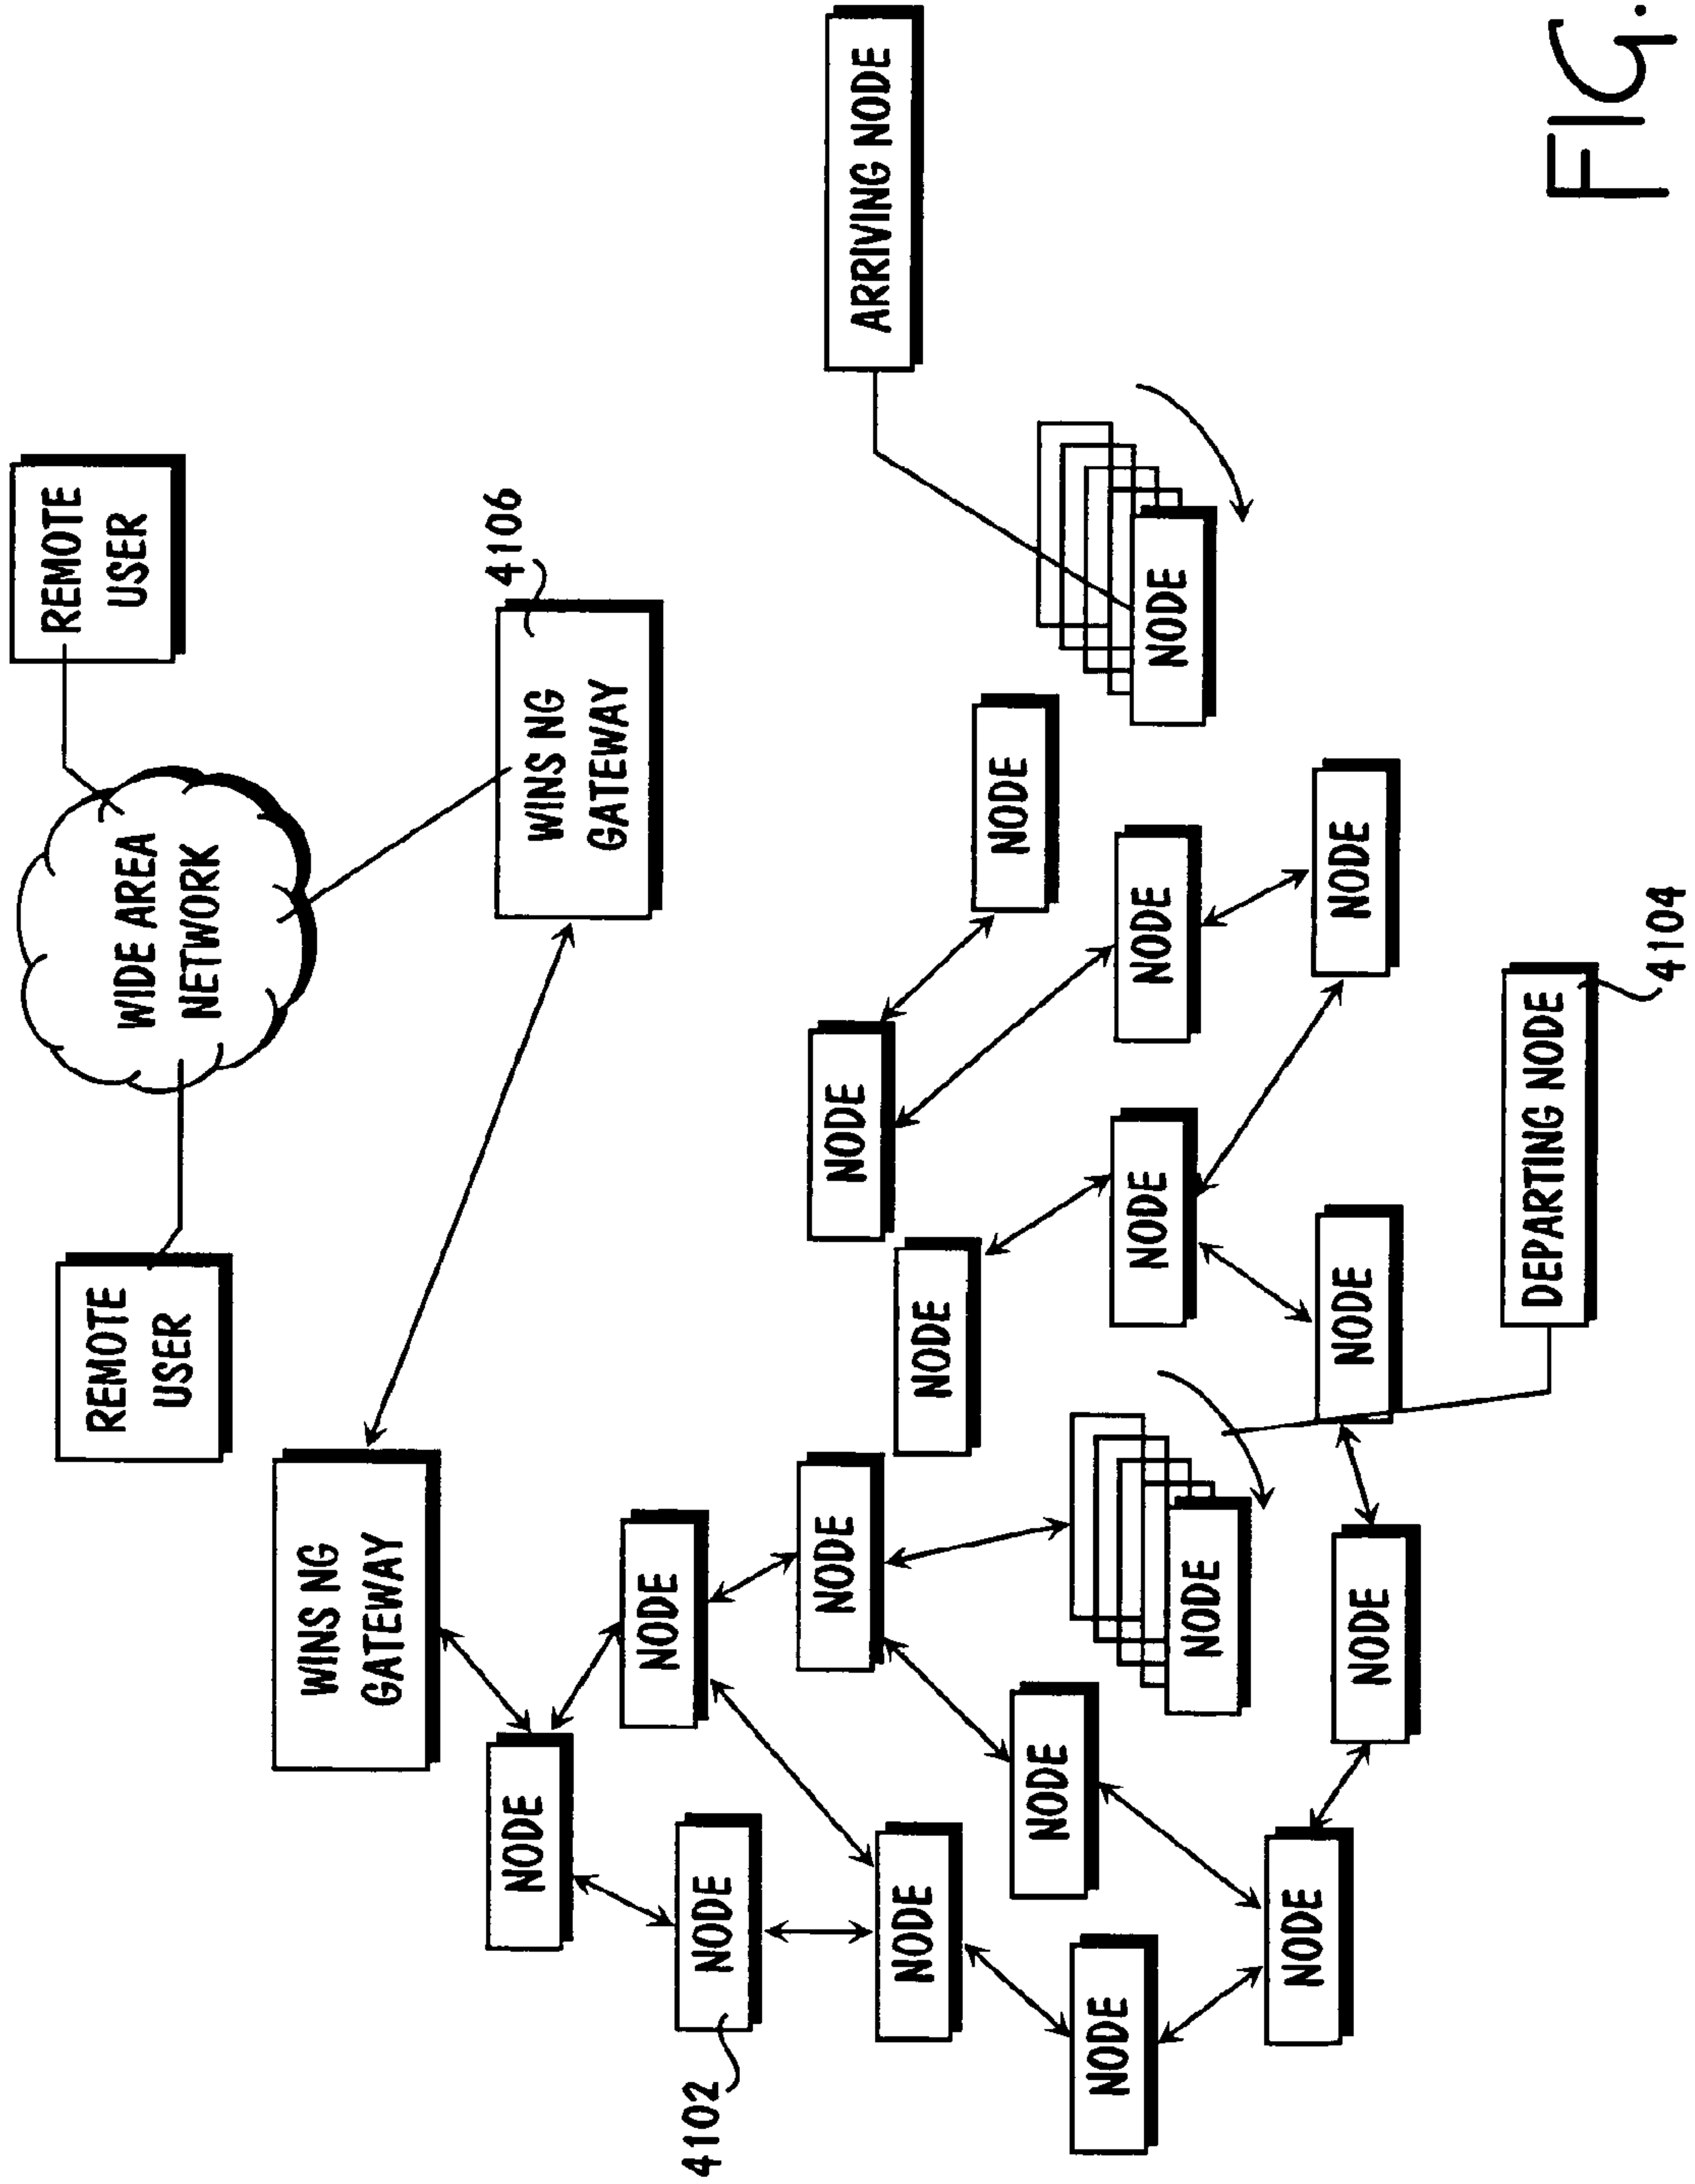 REMOTE
USER
WIDE AREA
NETWORK
REMOTE
USER
WINS NG
GATEWAY
4106
WINS NG
GATEWAY
NODE
NODE
4102
NODE
NODE
NODE
ARRIVING NODE
NODE
NODE
NODE
NODE
NODE
NODE
NODE
NODE
NODE
NODE
NODE
NODE
NODE
DEPARTING NODE
4104
FIG.